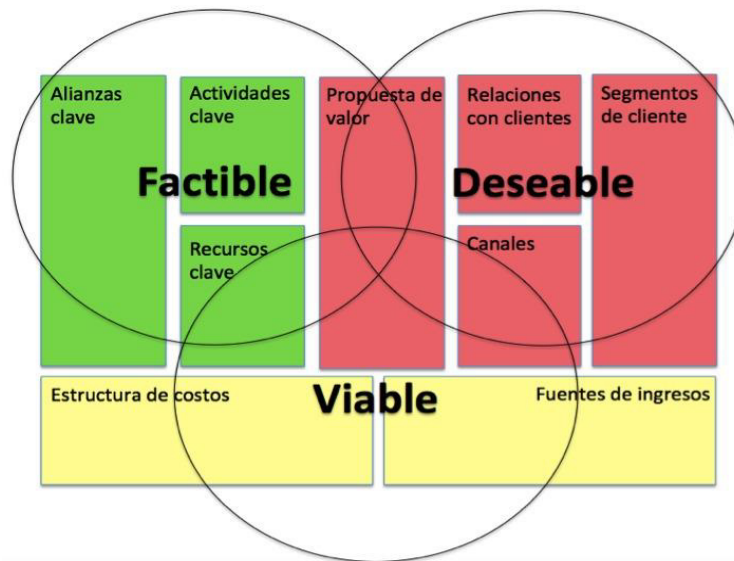 Alianzas
clave
Actividades
clave
Propuesta de
valor
Relaciones
con clientes
Segmentos
de cliente
Factible
Deseable
Recursos
clave
Canales
Estructura de costos
Viable
Fuentes de ingresos